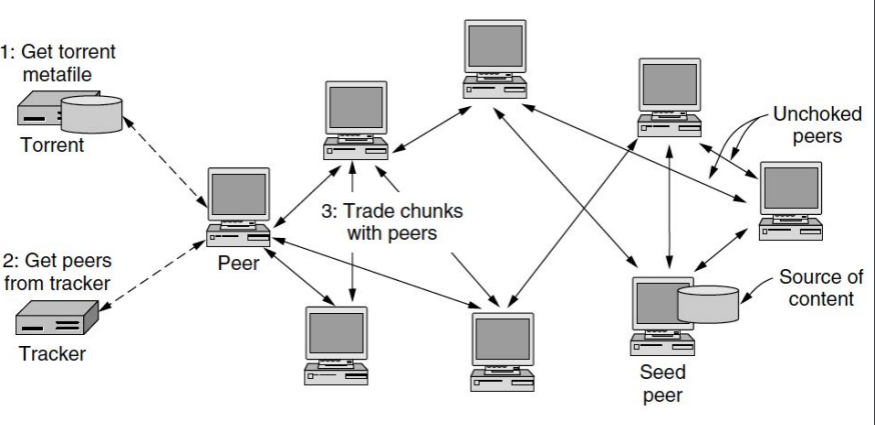 1: Get torrent
metafile
Torrent
Unchoked
peers
3: Trade chunks
with peers
Peer
2: Get peers
from tracker
Tracker
Source of
content
Seed
peer